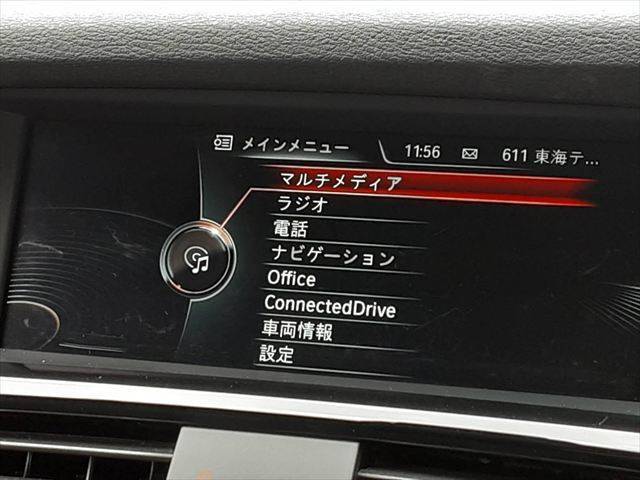 メインメニュー 11:56 611 東海テ...
マルチメディア
ラジオ
電話
ナビゲーション
Office
ConnectedDrive
車両情報
設定